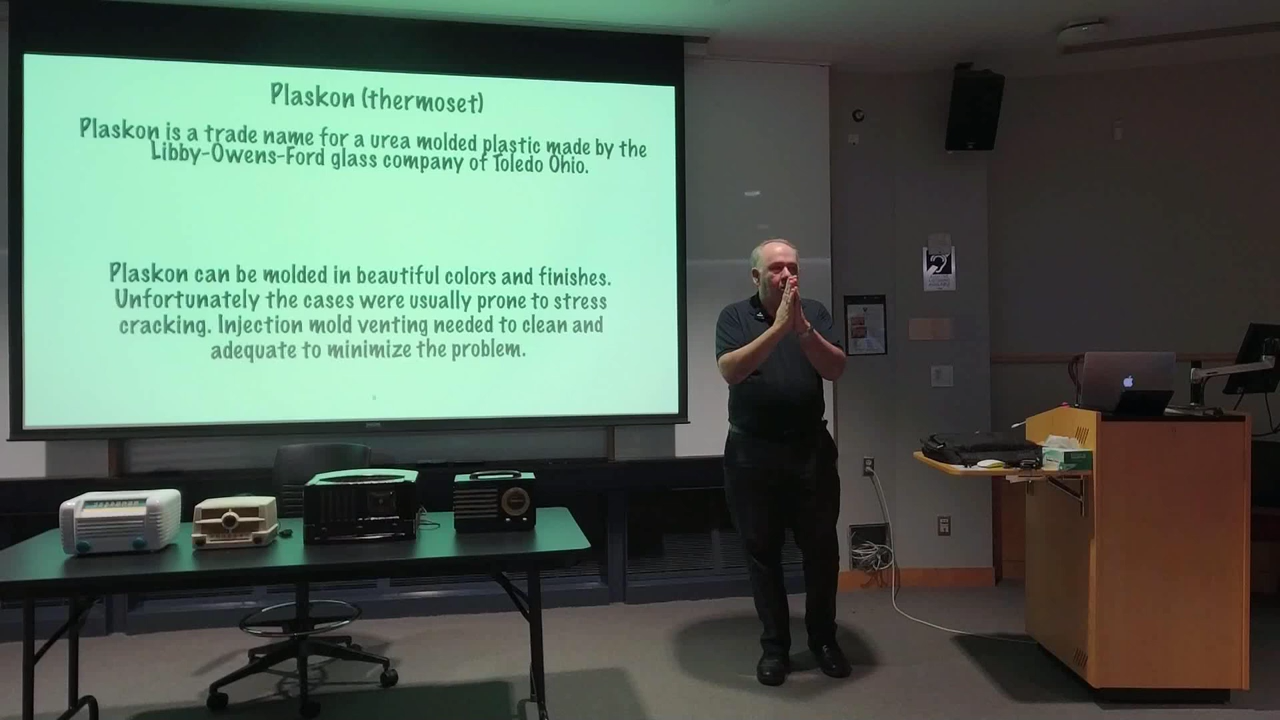 Plaskon (thermoset)
Plaskon is a trade name for a urea molded plastic made by the
Libby-Owens-Ford glass company of Toledo Ohio.
Plaskon can be molded in beautiful colors and finishes.
Unfortunately the cases were usually prone to stress
cracking. Injection mold venting needed to clean and
adequate to minimize the problem.